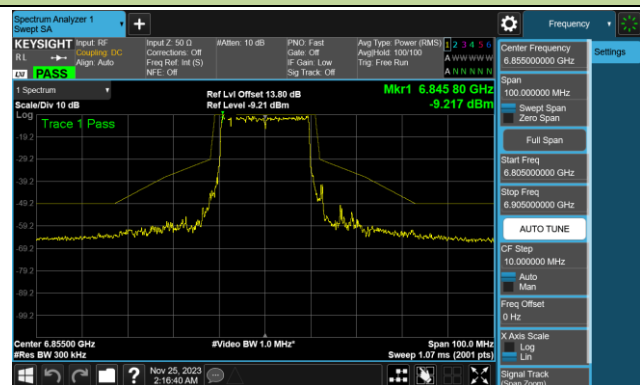 Spectrum Analyzer 1
Swept SA
+
Frequency
KEYSIGHT
RL
LXI
PASS
Input: RF
Coupling: DC
Align: Auto
Input Z: 50 Ω
Corrections: Off
Freq Ref: Int (S)
NFE: Off
#Atten: 10 dB
PNO: Fast
Gate: Off
IF Gain: Low
Sig Track: Off
Avg Type: Power (RMS)
Avg|Hold: 100/100
Trig: Free Run
1 2 3 4 5 6
A W W W W W
A N N N N N
1 Spectrum
Scale/Div 10 dB
Ref Lvl Offset 13.80 dB
Ref Level -9.21 dBm
Mkr1 6.845 80 GHz
-9.217 dBm
Log
Trace 1 Pass
1
-19.2
-29.2
-39.2
-49.2
-59.2
-69.2
-79.2
-89.2
-99.2
Center 6.85500 GHz
#Res BW 300 kHz
#Video BW 1.0 MHz*
Span 100.0 MHz
Sweep 1.07 ms (2001 pts)
Nov 25, 2023
2:16:40 AM
?
Center Frequency
6.855000000 GHz
Settings
Span
100.000000 MHz
Swept Span
Zero Span
Full Span
Start Freq
6.805000000 GHz
Stop Freq
6.905000000 GHz
AUTO TUNE
CF Step
10.000000 MHz
Auto
Man
Freq Offset
0 Hz
X Axis Scale
Log
Lin
Signal Track
(Span Zoom)